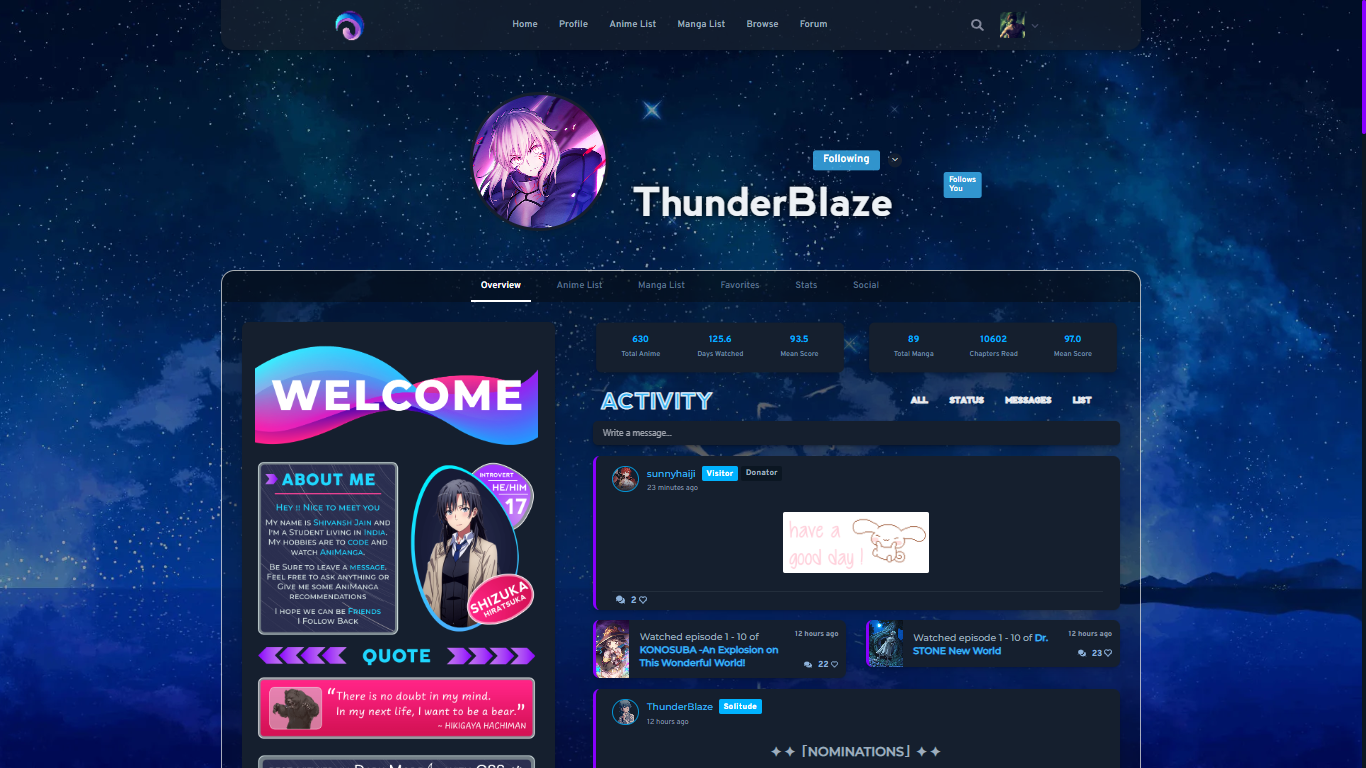 Home Profile Anime List Manga List Browse Forum
Following
Follows
You
ThunderBlaze
Overview Anime List Manga List Favorites Stats Social
WELCOME
ABOUT ME
Hey !! Nice to meet you
My name is Shivansh Jain and
I'm a Student living in India.
My hobbies are to code and
watch AniManga.
Be Sure to leave a message.
Feel free to ask anything or
Give me some AniManga
recommendations
I hope we can be Friends
I Follow Back
INTROVERT
HE/HIM
17
SHIZUKA
HIRATSUKA
QUOTE
“There is no doubt in my mind.
In my next life, I want to be a bear.”
~ HIKIGAYA HACHIMAN
630 125.6 93.5
Total Anime Days Watched Mean Score
89 10602 97.0
Total Manga Chapters Read Mean Score
ACTIVITY
ALL STATUS MESSAGES LIST
Write a message...
sunnyhaiji Visitor Donator
23 minutes ago
have a
good day !
2
Watched episode 1 - 10 of
KONOSUBA -An Explosion on
This Wonderful World!
12 hours ago
22
Watched episode 1 - 10 of Dr.
STONE New World
12 hours ago
23
ThunderBlaze Solitude
12 hours ago
✦✦「NOMINATIONS」✦✦